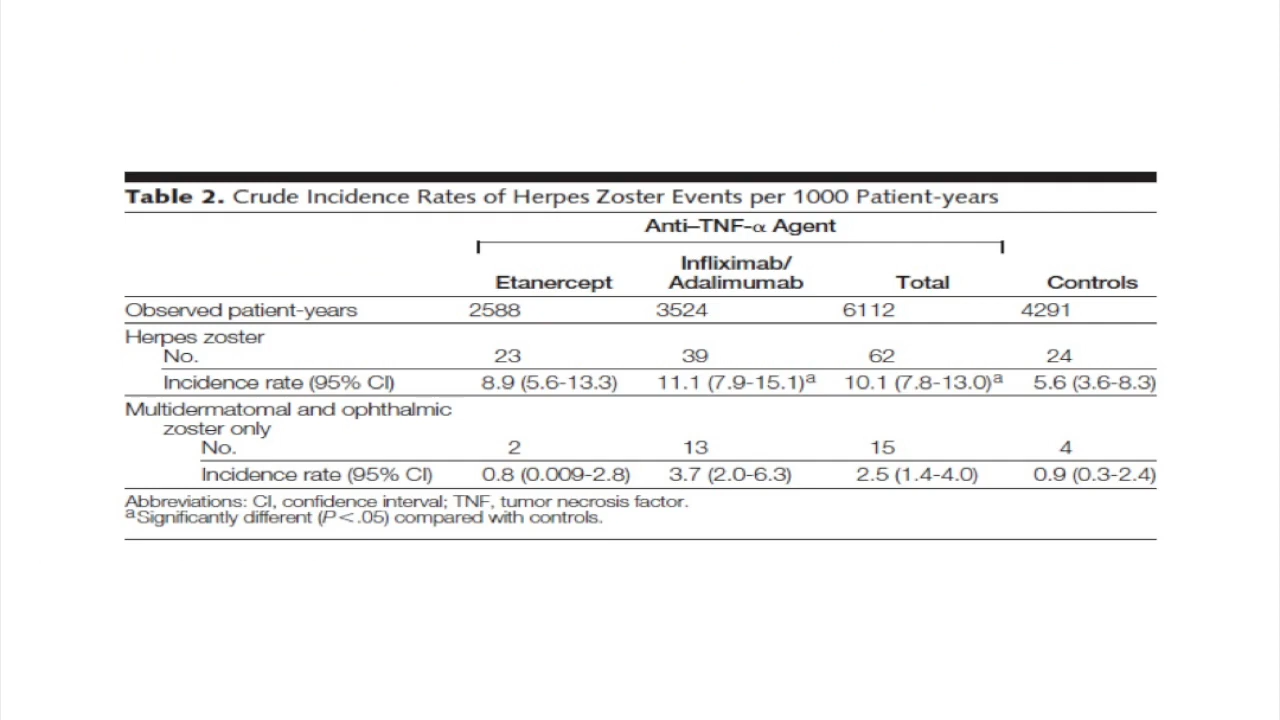 Table 2. Crude Incidence Rates of Herpes Zoster Events per 1000 Patient-years
Anti–TNF-α Agent
Etanercept Infliximab/ Adalimumab Total Controls
Observed patient-years 2588 3524 6112 4291
Herpes zoster
No. 23 39 62 24
Incidence rate (95% CI) 8.9 (5.6-13.3) 11.1 (7.9-15.1)a 10.1 (7.8-13.0)a 5.6 (3.6-8.3)
Multidermatomal and ophthalmic
zoster only
No. 2 13 15 4
Incidence rate (95% CI) 0.8 (0.009-2.8) 3.7 (2.0-6.3) 2.5 (1.4-4.0) 0.9 (0.3-2.4)
Abbreviations: CI, confidence interval; TNF, tumor necrosis factor.
aSignificantly different (P<.05) compared with controls.